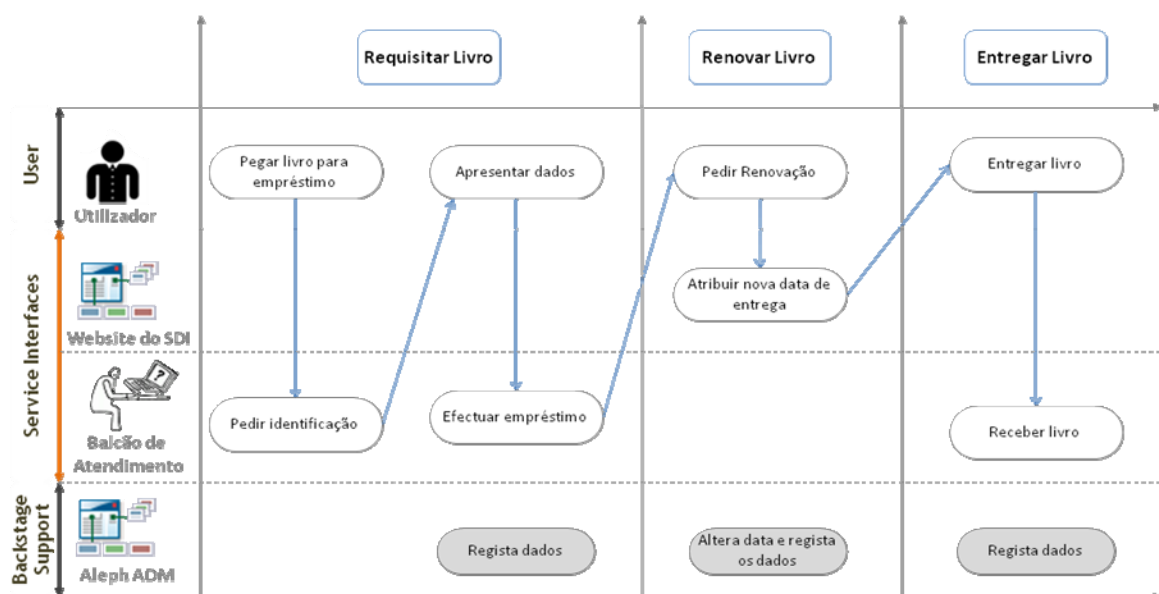 Requisitar Livro
Renovar Livro
Entregar Livro
User
Utilizador
Pegar livro para
empréstimo
Apresentar dados
Pedir Renovação
Entregar livro
Service Interfaces
Website do SDI
Atribuir nova data de
entrega
Balcão de
Atendimento
Pedir identificação
Efectuar empréstimo
Receber livro
?
Backstage
Support
Aleph ADM
Regista dados
Altera data e regista
os dados
Regista dados